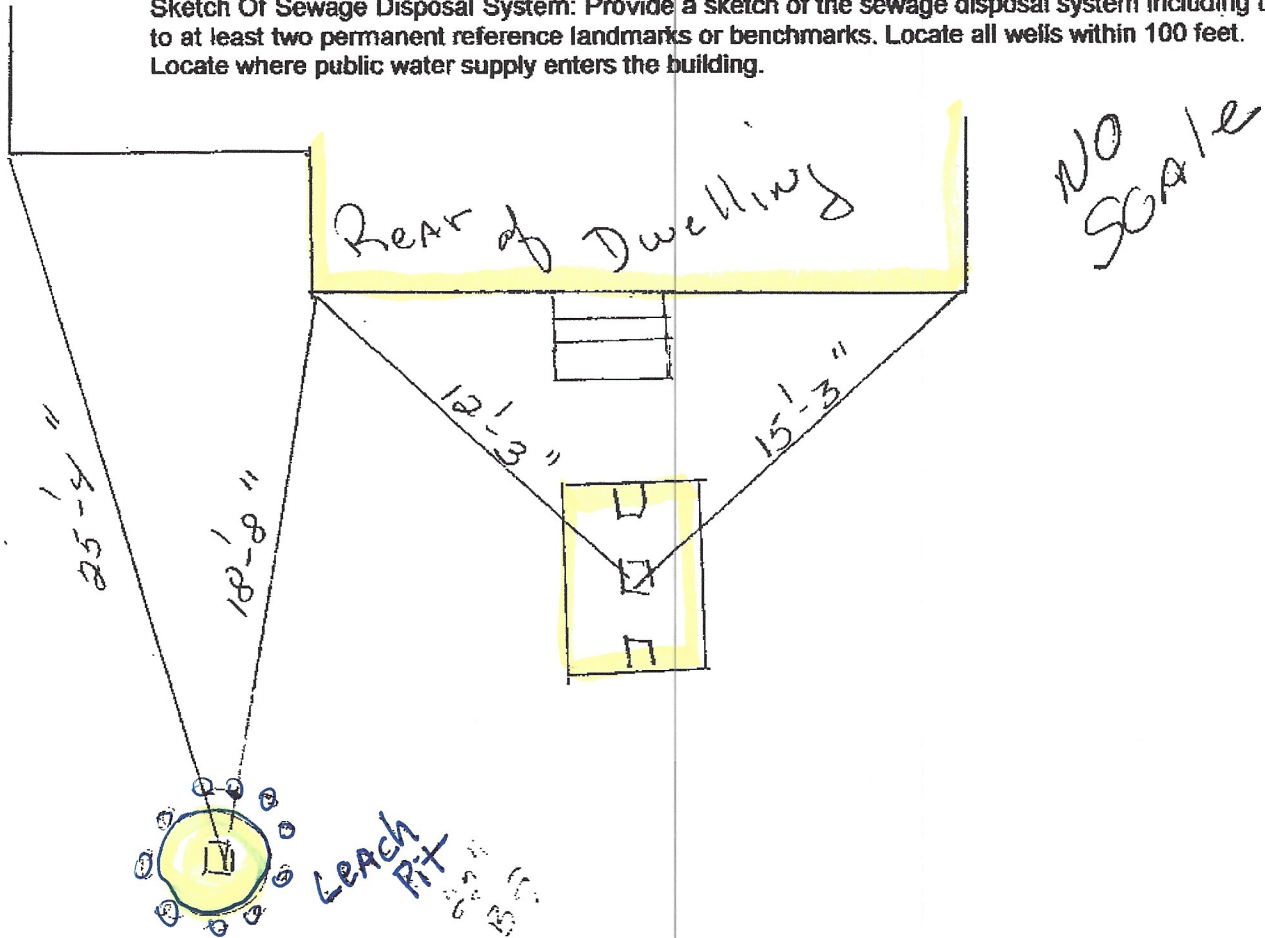 Sketch Of Sewage Disposal System: Provide a sketch of the sewage disposal system including
to at least two permanent reference landmarks or benchmarks. Locate all wells within 100 feet.
Locate where public water supply enters the building.
NO
SCAle
Rear of Dwelling
12'-3"
15'-3"
25'-4"
18'-8"
Leach
Pit